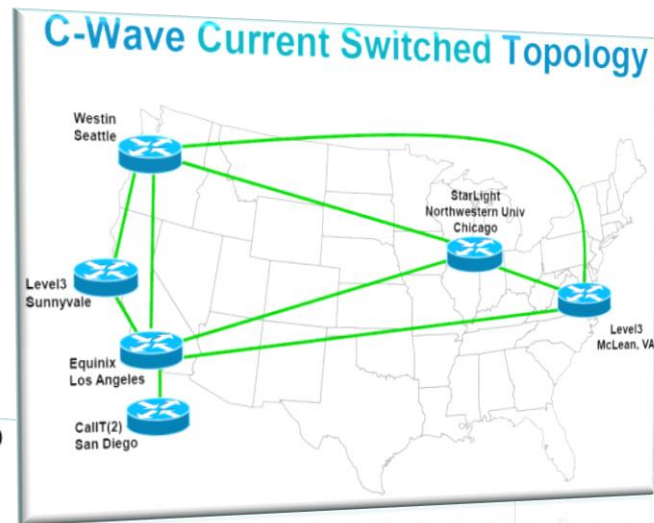 C-Wave Current Switched Topology
Westin
Seattle
StarLight
Northwestern Univ
Chicago
Level3
Sunnyvale
Level3
McLean, VA
Equinix
Los Angeles
CalIT(2)
San Diego
)